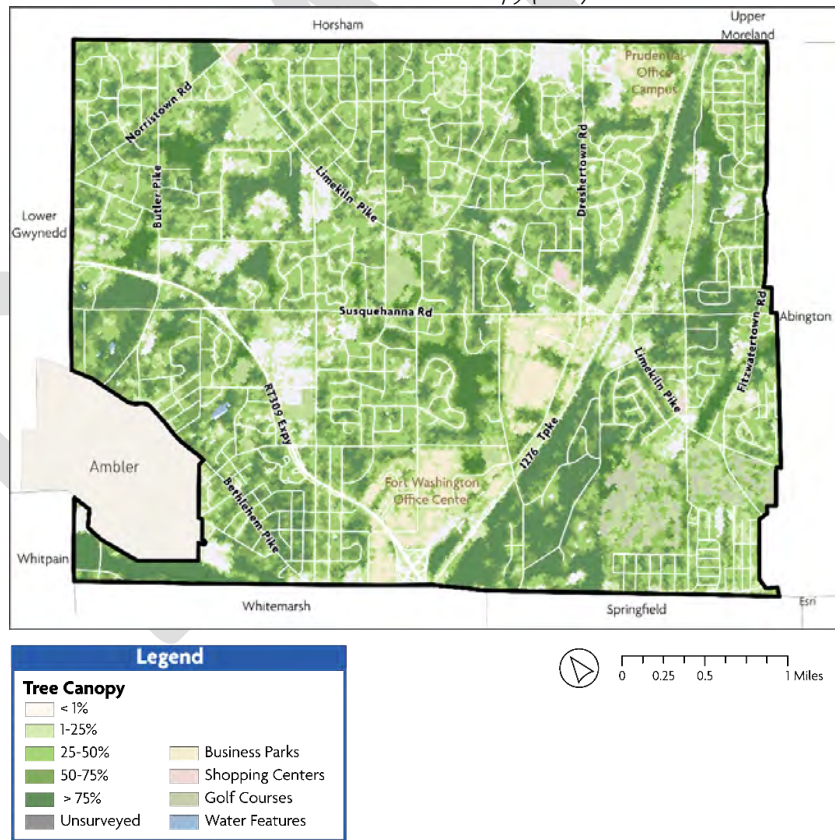 Horsham
Upper
Moreland
Prudential
Office
Campus
Norristown Rd
Butler Pike
Limekiln Pike
Dreshertown Rd
Lower
Gwynedd
Susquehanna Rd
Abington
Fitzwatertown Rd
Limekiln Pike
RT309 Expy
I276 Tpke
Ambler
Fort Washington
Office Center
Bethlehem Pike
Whitpain
Whitemarsh
Springfield
Esri
Legend
Tree Canopy
< 1%
1-25%
25-50%
50-75%
> 75%
Unsurveyed
Business Parks
Shopping Centers
Golf Courses
Water Features
0 0.25 0.5 1 Miles